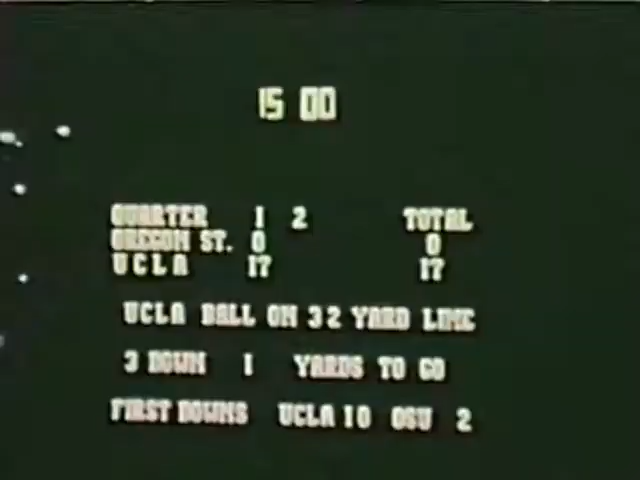 15 00
QUARTER 1 2 TOTAL
OREGON ST. 0 0
UCLA 17 17
UCLA BALL ON 32 YARD LINE
3 DOWN 1 YARDS TO GO
FIRST DOWNS UCLA 10 OSU 2